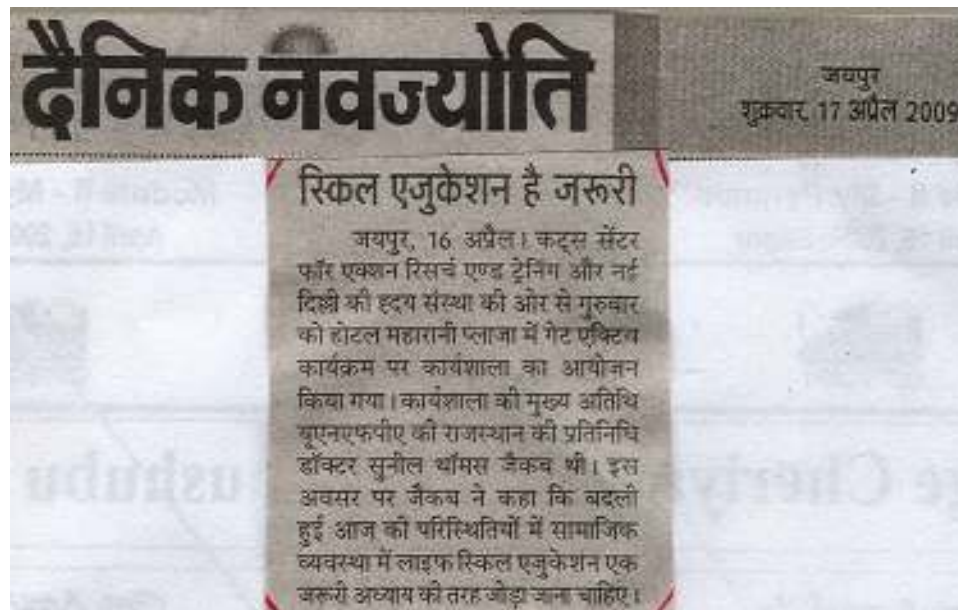 दैनिक नवज्योति
जयपुर
शुक्रवार, 17 अप्रैल 2009
स्किल एजुकेशन है जरूरी
जयपुर, 16 अप्रैल। कट्स सेंटर
फॉर एक्शन रिसर्च एण्ड ट्रेनिंग और नई
दिल्ली की ह्दय संस्था की ओर से गुरुवार
को होटल महारानी प्लाजा में गेट एक्टिव
कार्यक्रम पर कार्यशाला का आयोजन
किया गया। कार्यशाला की मुख्य अतिथि
यूएनएफपीए की राजस्थान की प्रतिनिधि
डॉक्टर सुनील थॉमस जैकब थी। इस
अवसर पर जैकब ने कहा कि बदली
हुई आज की परिस्थितियों में सामाजिक
व्यवस्था में लाइफ स्किल एजुकेशन एक
जरूरी अध्याय की तरह जोड़ा जाना चाहिए।